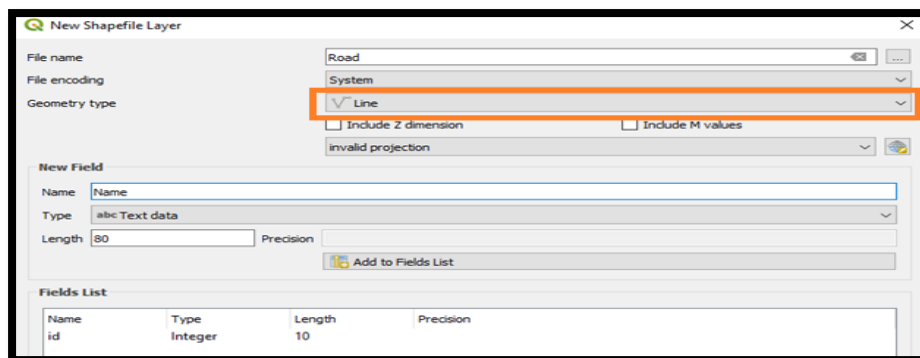 New Shapefile Layer
File name Road ...
File encoding System
Geometry type Line
Include Z dimension Include M values
invalid projection
New Field
Name Name
Type abc Text data
Length 80 Precision
Add to Fields List
Fields List
Name Type Length Precision
id Integer 10